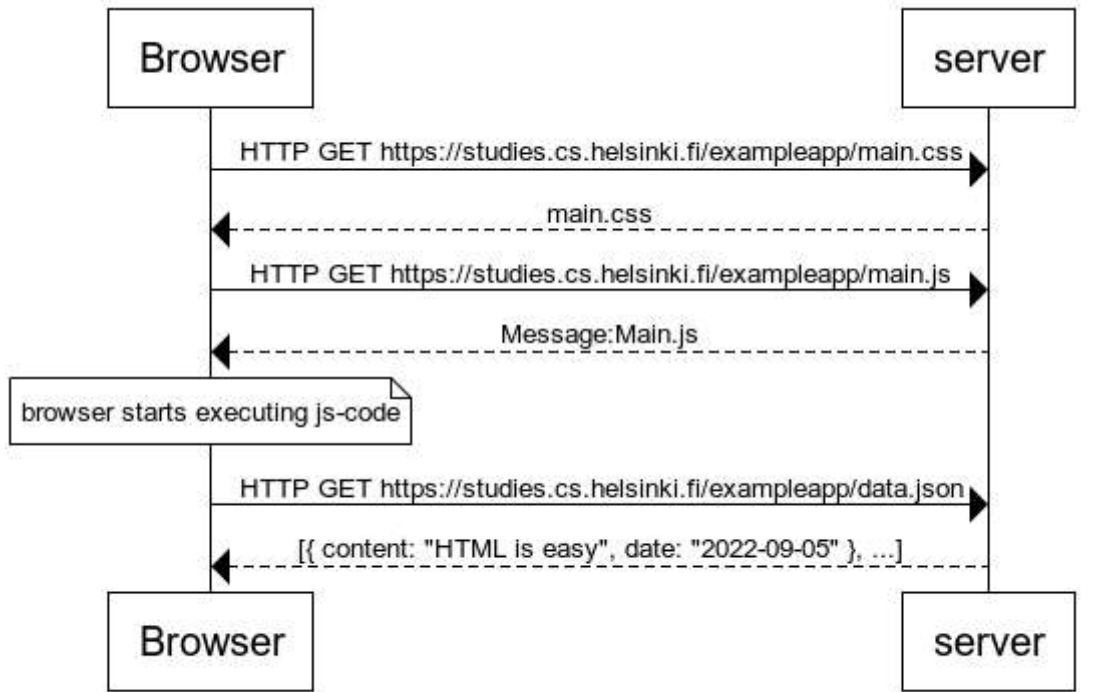 Browser server
HTTP GET https://studies.cs.helsinki.fi/exampleapp/main.css
main.css
HTTP GET https://studies.cs.helsinki.fi/exampleapp/main.js
Message:Main.js
browser starts executing js-code
HTTP GET https://studies.cs.helsinki.fi/exampleapp/data.json
[{ content: "HTML is easy", date: "2022-09-05" }, ...]
Browser server